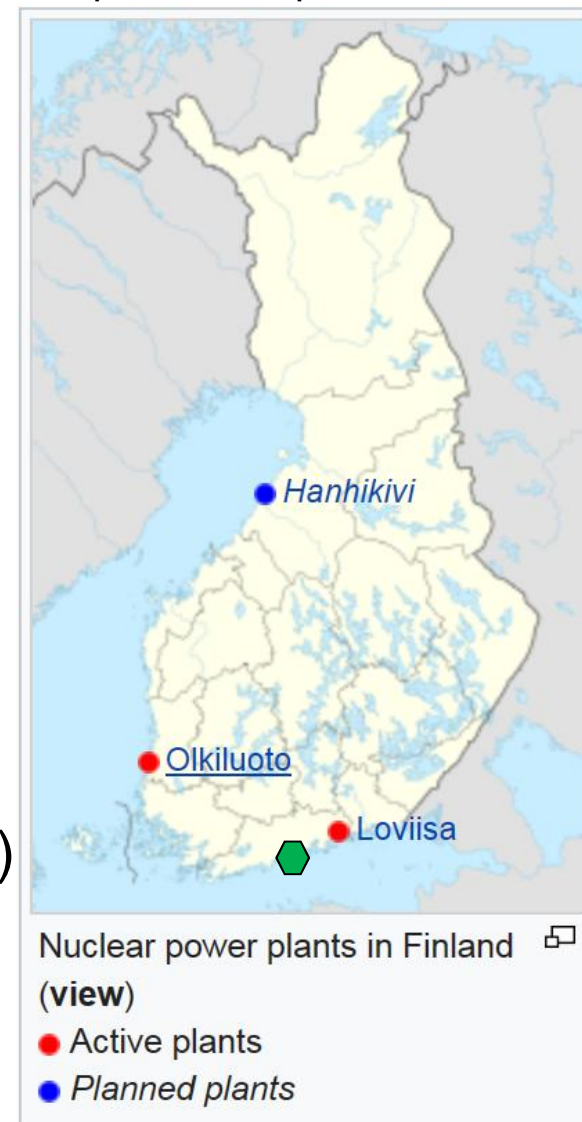 Hanhikivi
Olkiluoto
Loviisa
)
Nuclear power plants in Finland
(view)
Active plants
Planned plants